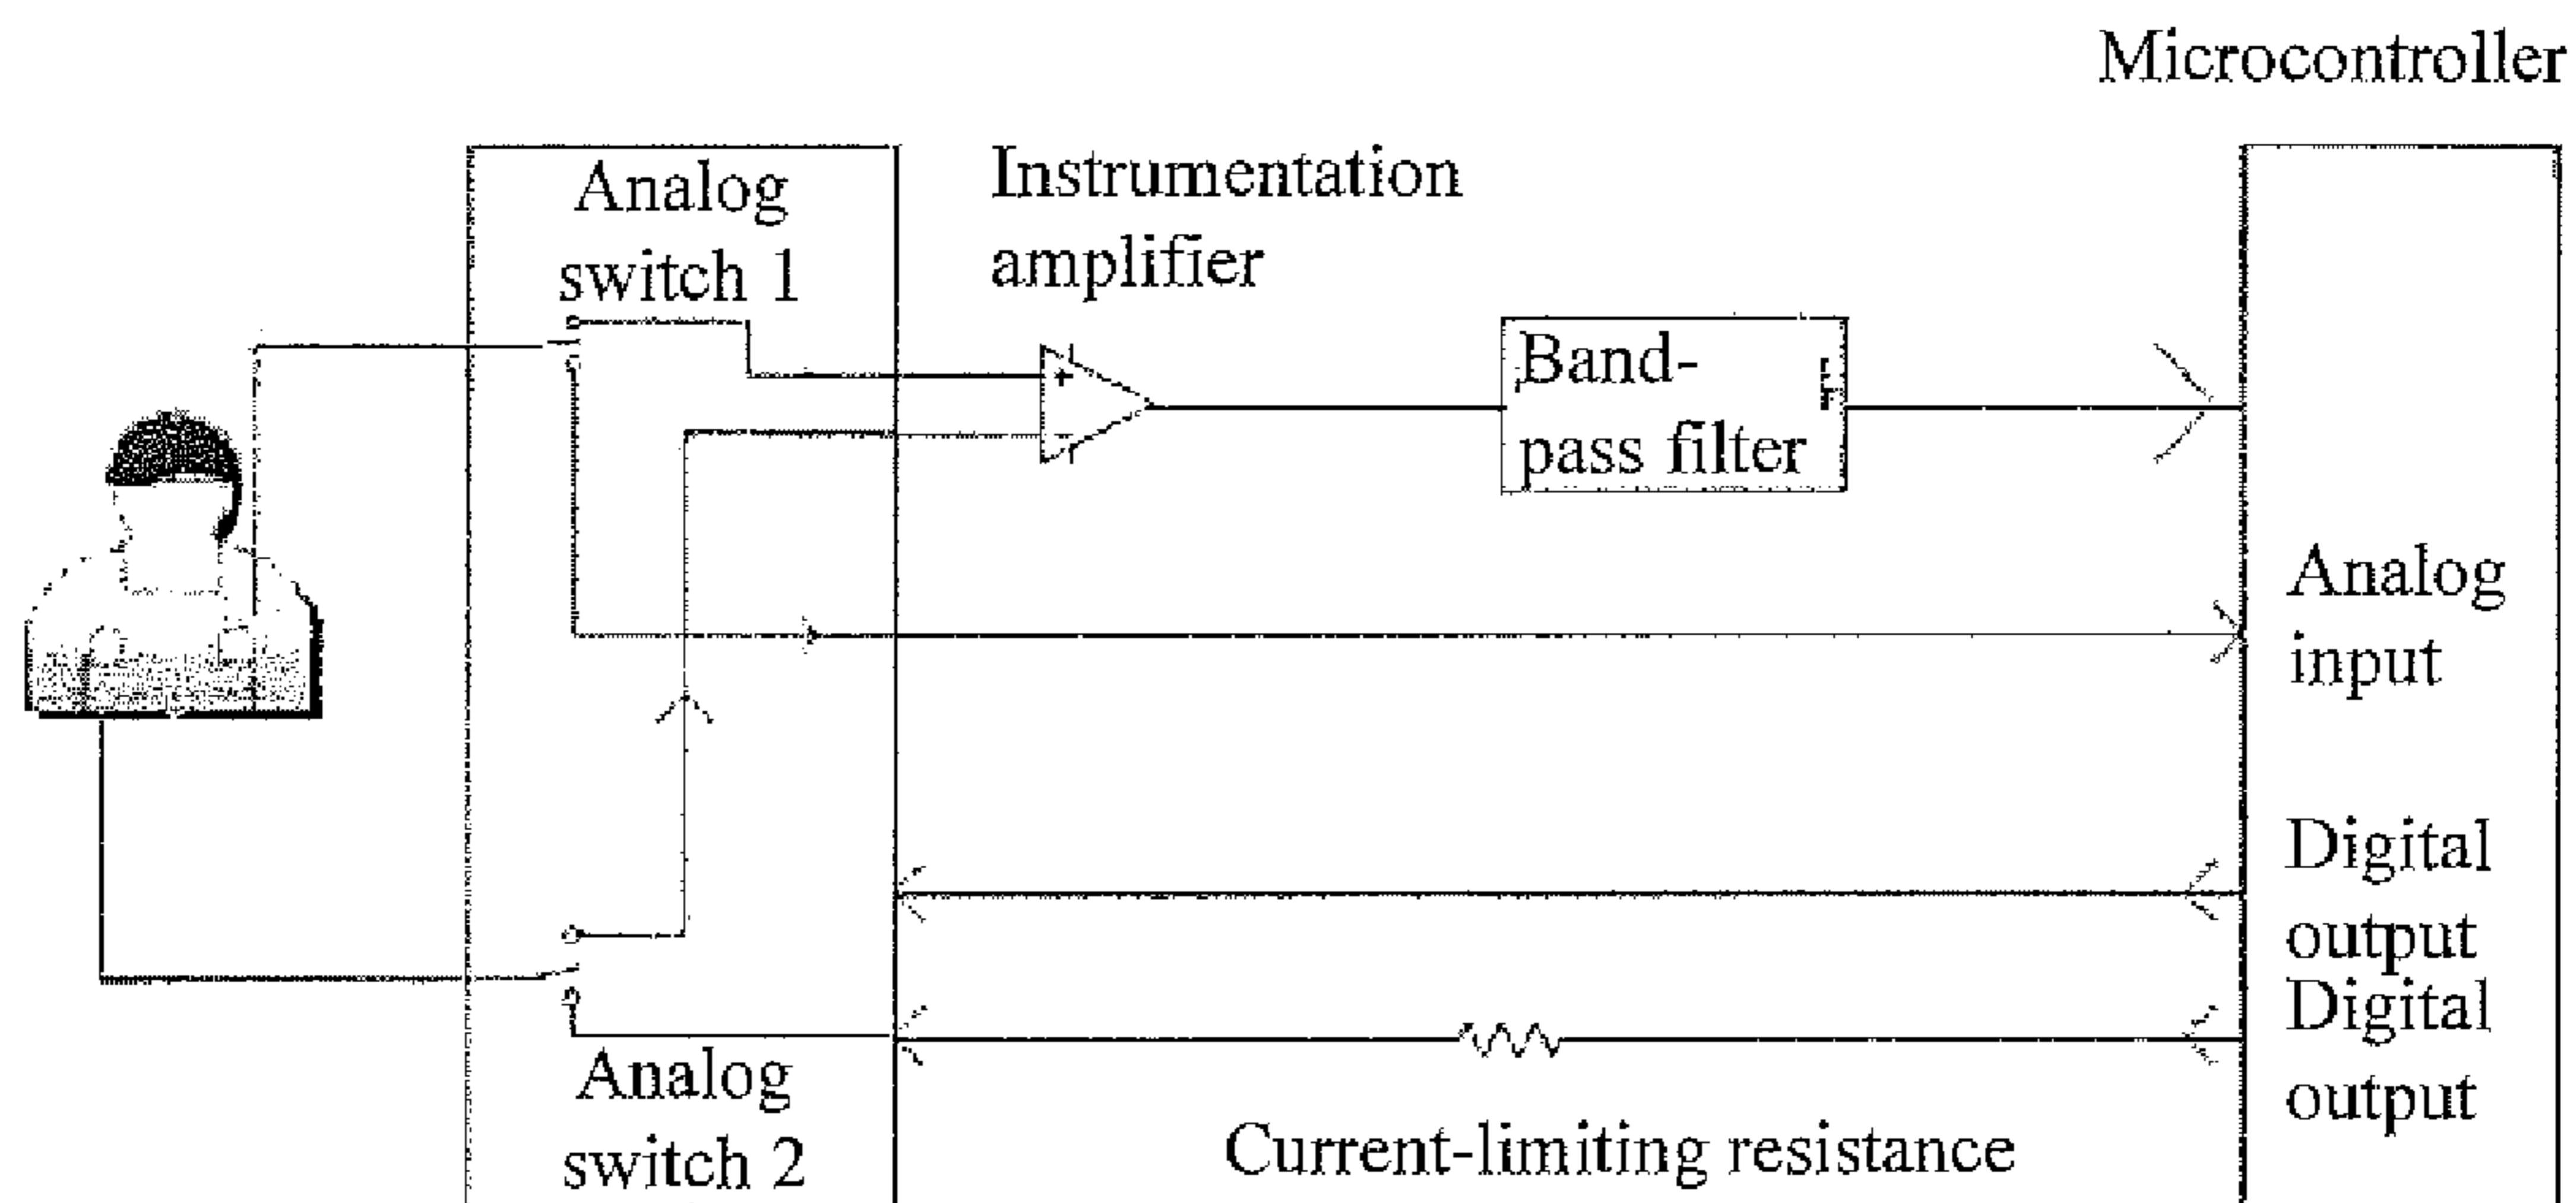 Microcontroller
Analog
switch 1
Instrumentation
amplifier
+
Band-
pass filter
Analog
input
Digital
output
Digital
output
Analog
switch 2
Current-limiting resistance